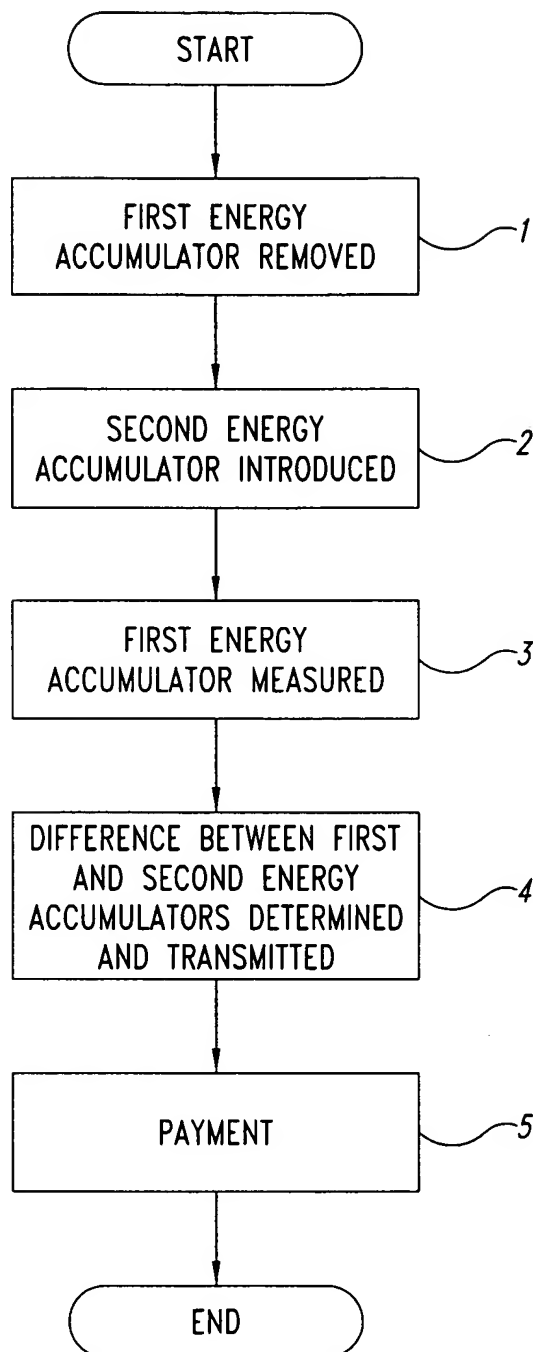 START
FIRST ENERGY
ACCUMULATOR REMOVED
1
SECOND ENERGY
ACCUMULATOR INTRODUCED
2
FIRST ENERGY
ACCUMULATOR MEASURED
3
DIFFERENCE BETWEEN FIRST
AND SECOND ENERGY
ACCUMULATORS DETERMINED
AND TRANSMITTED
4
PAYMENT
5
END